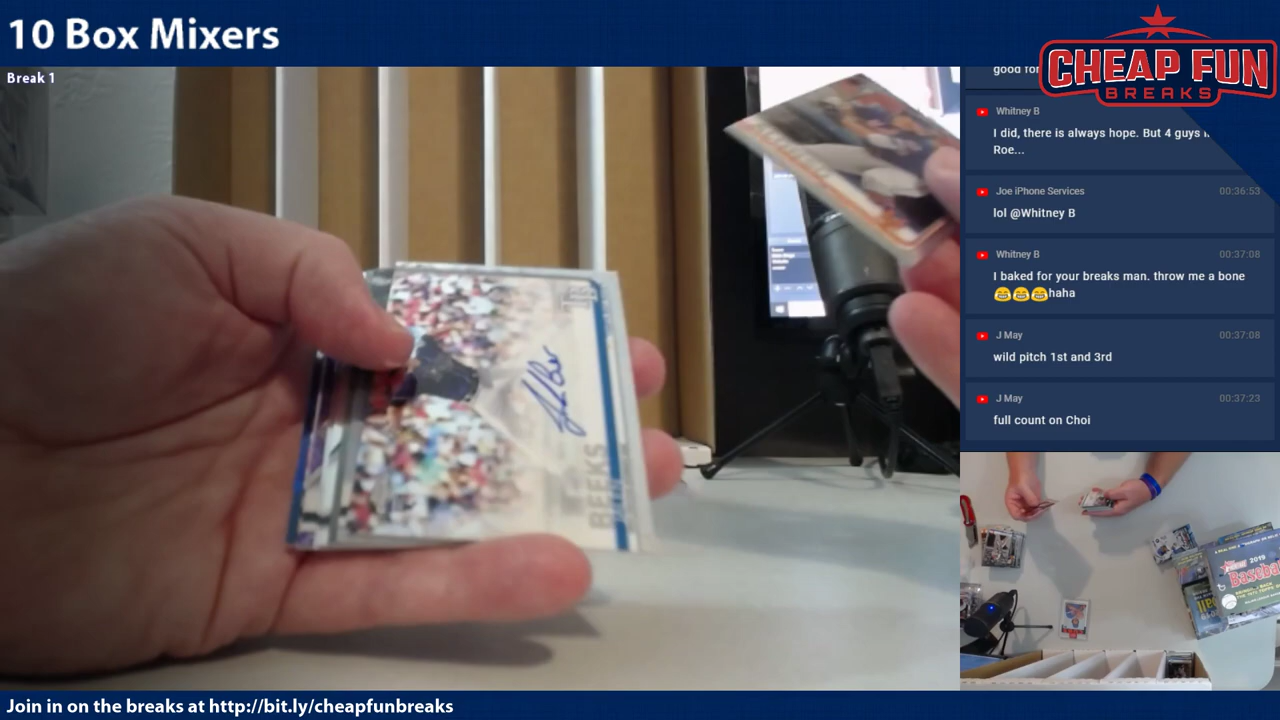 10 Box Mixers
Break 1
CHEAP FUN
BREAKS
good for
Whitney B
I did, there is always hope. But 4 guys
Roe...
Joe iPhone Services
00:36:53
lol @Whitney B
Whitney B
00:37:08
I baked for your breaks man. throw me a bone
😂😂😂haha
J May
00:37:08
wild pitch 1st and 3rd
J May
00:37:23
full count on Choi
BEEKS
2019
Baseball
Join in on the breaks at http://bit.ly/cheapfunbreaks